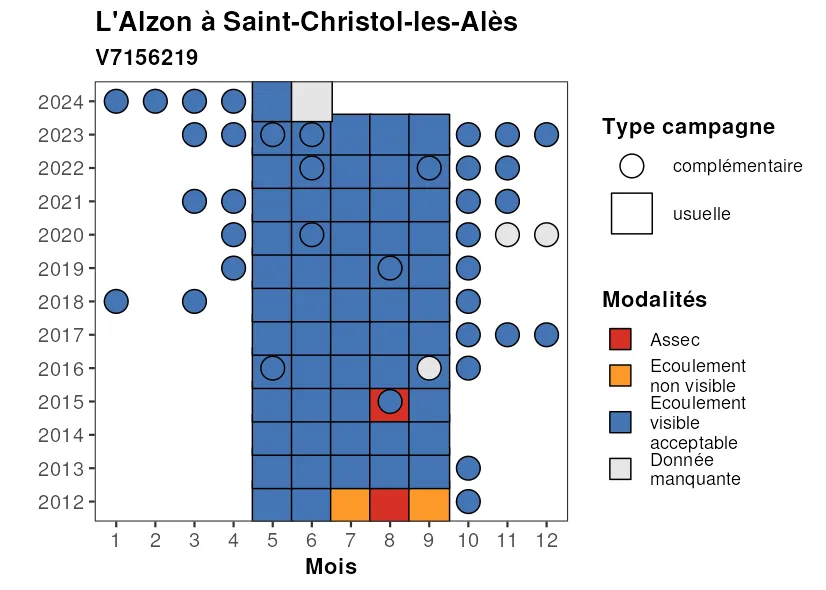 L'Alzon à Saint-Christol-les-Alès
V7156219
2024
2023
2022
2021
2020
2019
2018
2017
2016
2015
2014
2013
2012
1 2 3 4 5 6 7 8 9 10 11 12
Mois
Type campagne
complémentaire
usuelle
Modalités
Assec
Ecoulement
non visible
Ecoulement
visible
acceptable
Donnée
manquante